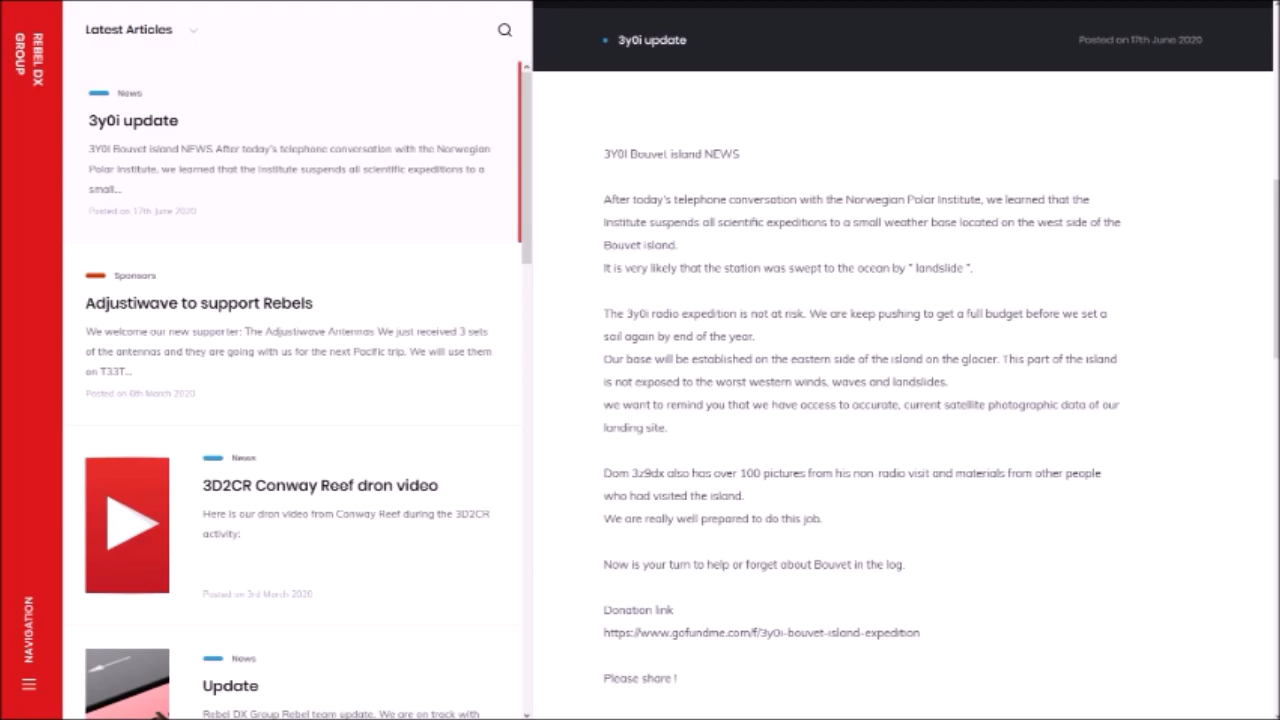 REBEL DX
GROUP
NAVIGATION
Latest Articles
News
3y0i update
3Y0I Bouvet island NEWS After today's telephone conversation with the Norwegian
Polar Institute, we learned that the Institute suspends all scientific expeditions to a
small...
Posted on 17th June 2020
Sponsors
Adjustiwave to support Rebels
We welcome our new supporter: The Adjustiwave Antennas We just received 3 sets
of the antennas and they are going with us for the next Pacific trip. We will use them
on T33T...
Posted on 6th March 2020
News
3D2CR Conway Reef dron video
Here is our dron video from Conway Reef during the 3D2CR
activity:
Posted on 3rd March 2020
News
Update
Rebel DX Group Rebel team update. We are on track with
3y0i update
Posted on 17th June 2020
3Y0I Bouvet island NEWS
After today's telephone conversation with the Norwegian Polar Institute, we learned that the
Institute suspends all scientific expeditions to a small weather base located on the west side of the
Bouvet island.
It is very likely that the station was swept to the ocean by " landslide ".
The 3y0i radio expedition is not at risk. We are keep pushing to get a full budget before we set a
sail again by end of the year.
Our base will be established on the eastern side of the island on the glacier. This part of the island
is not exposed to the worst western winds, waves and landslides.
we want to remind you that we have access to accurate, current satellite photographic data of our
landing site.
Dom 3z9dx also has over 100 pictures from his non-radio visit and materials from other people
who had visited the island.
We are really well prepared to do this job.
Now is your turn to help or forget about Bouvet in the log.
Donation link
https://www.gofundme.com/f/3y0i-bouvet-island-expedition
Please share !